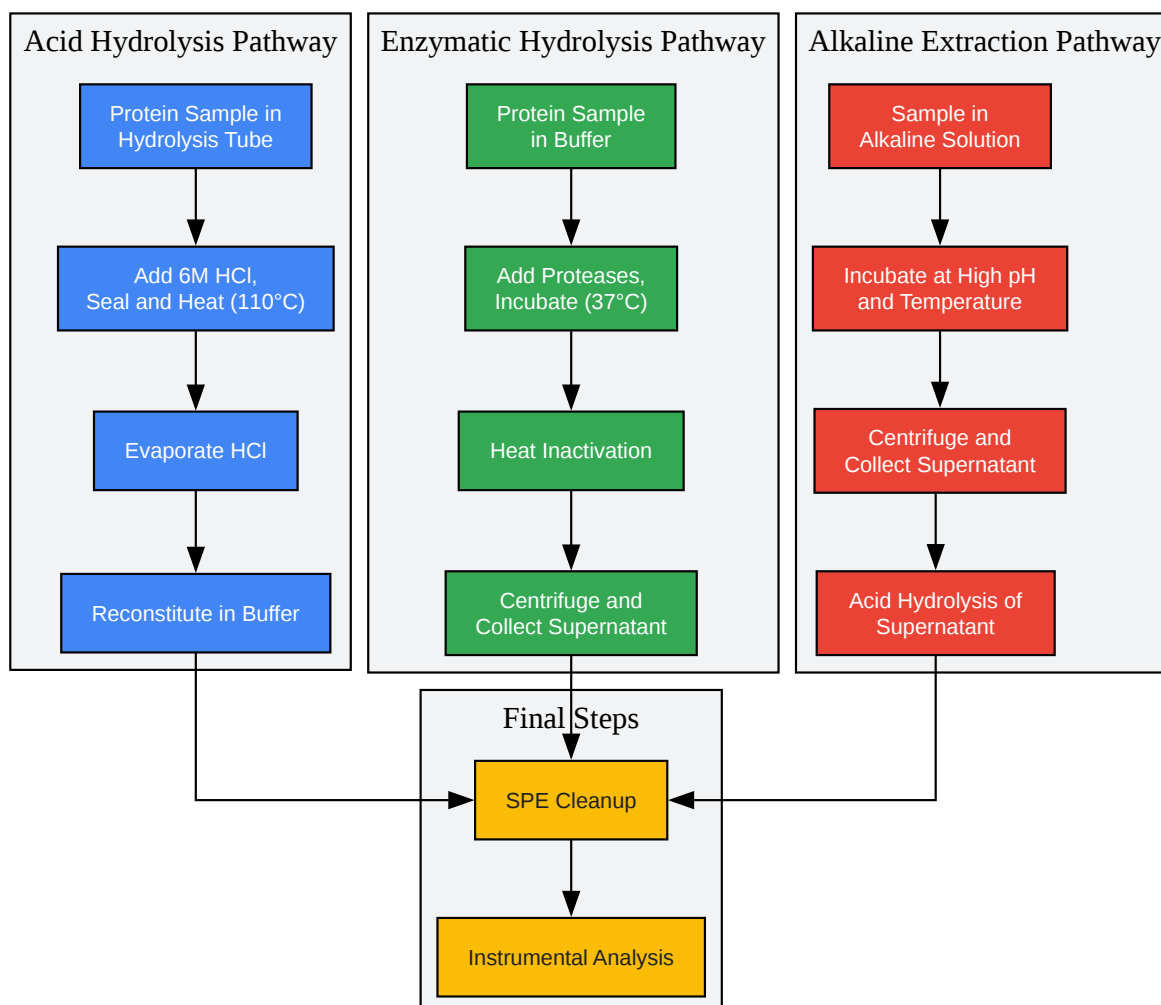 Acid Hydrolysis Pathway
Protein Sample in
Hydrolysis Tube
Add 6M HCl,
Seal and Heat (110°C)
Evaporate HCl
Reconstitute in Buffer
Enzymatic Hydrolysis Pathway
Protein Sample
in Buffer
Add Proteases,
Incubate (37°C)
Heat Inactivation
Centrifuge and
Collect Supernatant
Alkaline Extraction Pathway
Sample in
Alkaline Solution
Incubate at High pH
and Temperature
Centrifuge and
Collect Supernatant
Acid Hydrolysis of
Supernatant
Final Steps
SPE Cleanup
Instrumental Analysis